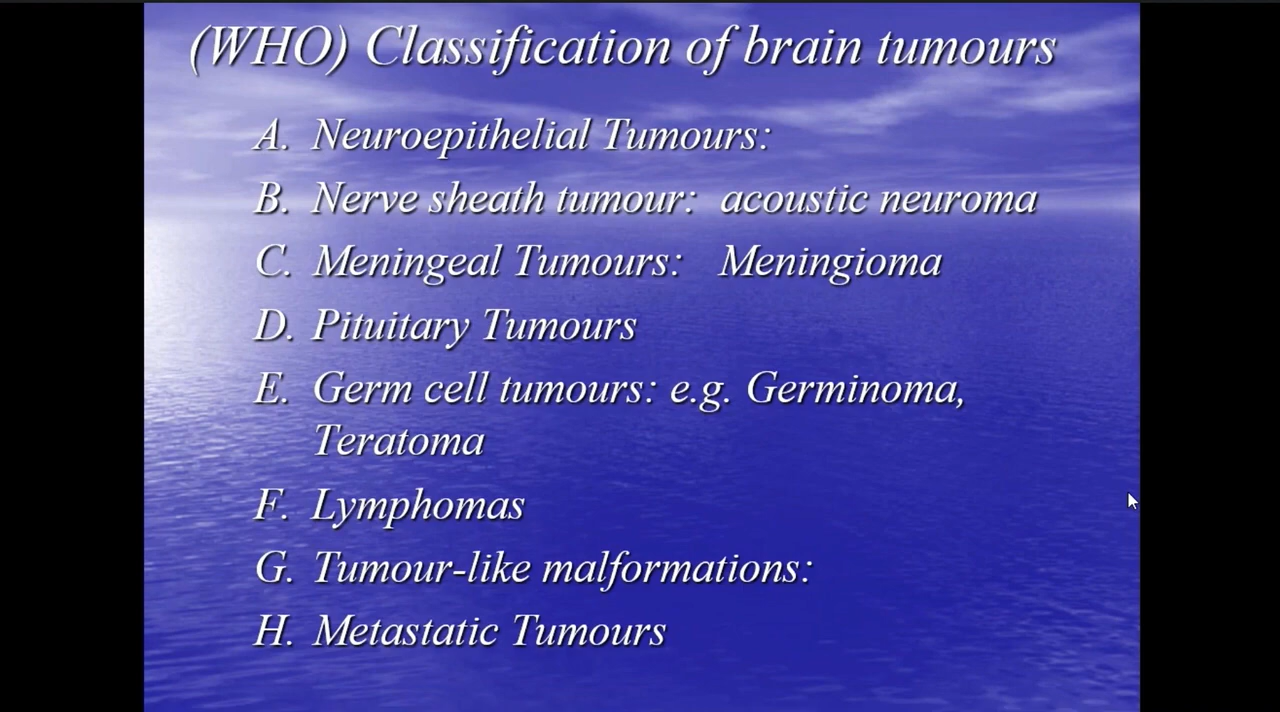 (WHO) Classification of brain tumours
A. Neuroepithelial Tumours:
B. Nerve sheath tumour: acoustic neuroma
C. Meningeal Tumours: Meningioma
D. Pituitary Tumours
E. Germ cell tumours: e.g. Germinoma,
Teratoma
F. Lymphomas
G. Tumour-like malformations:
H. Metastatic Tumours